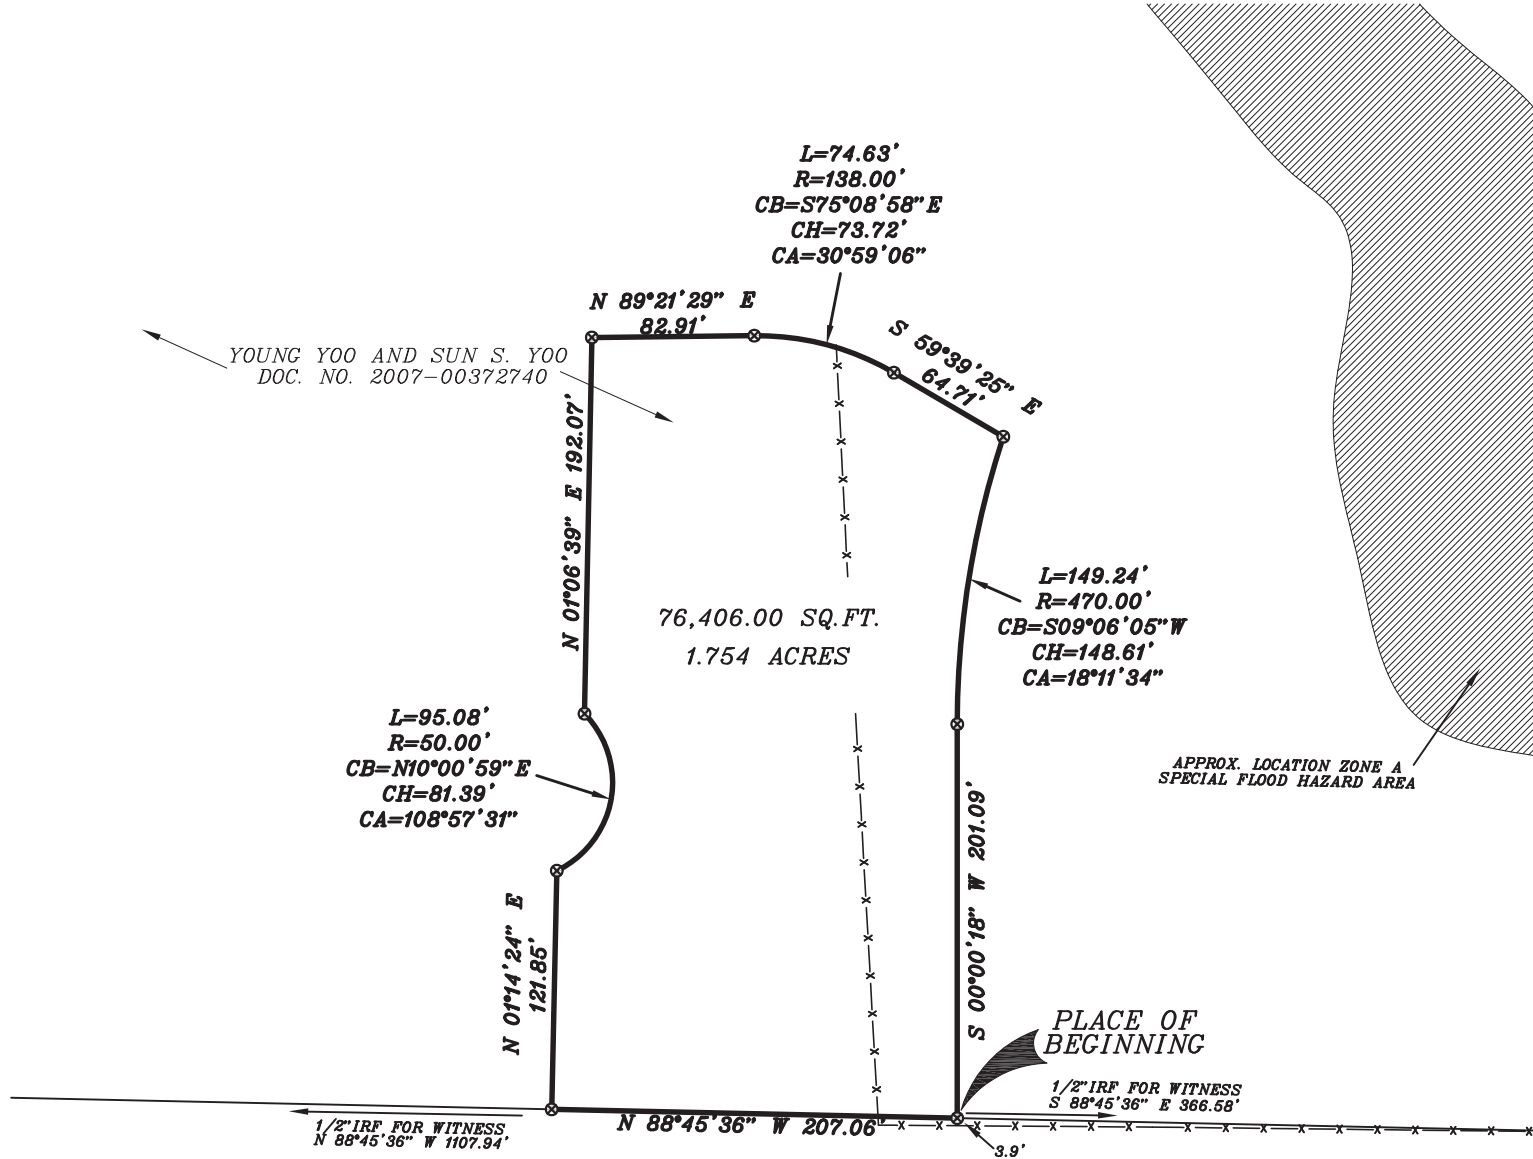 L=74.63'
R=138.00'
CB=S75°08'58"E
CH=73.72'
CA=30°59'06"
N 89°21'29" E
82.91'
S 59°39'25" E
64.71'
YOUNG YOO AND SUN S. YOO
DOC. NO. 2007-00372740
N 01°06'39" E 192.07'
76,406.00 SQ.FT.
1.754 ACRES
L=149.24'
R=470.00'
CB=S09°06'05"W
CH=148.61'
CA=18°11'34"
L=95.08'
R=50.00'
CB=N10°00'59"E
CH=81.39'
CA=108°57'31"
APPROX. LOCATION ZONE A
SPECIAL FLOOD HAZARD AREA
S 00°00'18" W 201.09'
N 01°14'24" E
121.85'
PLACE OF
BEGINNING
1/2"IRF FOR WITNESS
S 88°45'36" E 366.58'
N 88°45'36" W 207.06'
1/2"IRF FOR WITNESS
N 88°45'36" W 1107.94'
3.9'